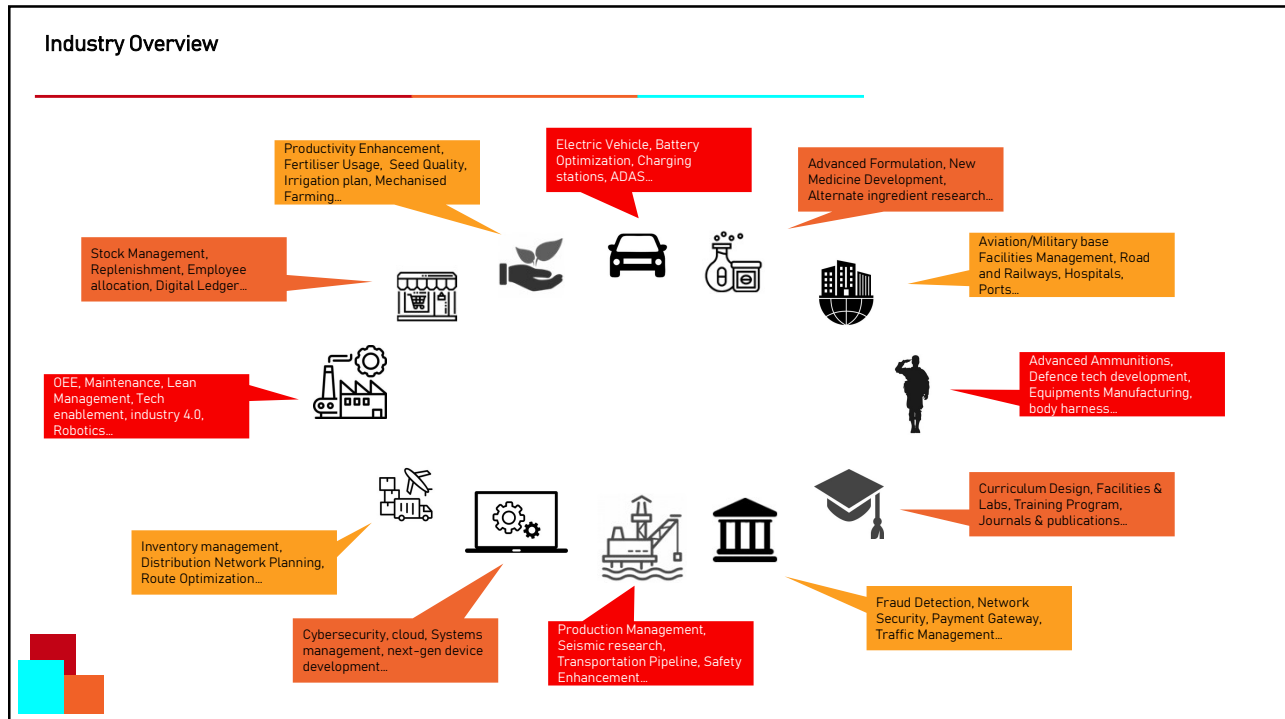 Industry Overview
Productivity Enhancement,
Fertiliser Usage, Seed Quality,
Irrigation plan, Mechanised
Farming...
Electric Vehicle, Battery
Optimization, Charging
stations, ADAS...
Advanced Formulation, New
Medicine Development,
Alternate ingredient research...
Stock Management,
Replenishment, Employee
allocation, Digital Ledger...
Aviation/Military base
Facilities Management, Road
and Railways, Hospitals,
Ports...
OEE, Maintenance, Lean
Management, Tech
enablement, industry 4.0,
Robotics...
Advanced Ammunitions,
Defence tech development,
Equipments Manufacturing,
body harness...
Curriculum Design, Facilities &
Labs, Training Program,
Journals & publications...
Inventory management,
Distribution Network Planning,
Route Optimization...
Fraud Detection, Network
Security, Payment Gateway,
Traffic Management...
Cybersecurity, cloud, Systems
management, next-gen device
development...
Production Management,
Seismic research,
Transportation Pipeline, Safety
Enhancement...